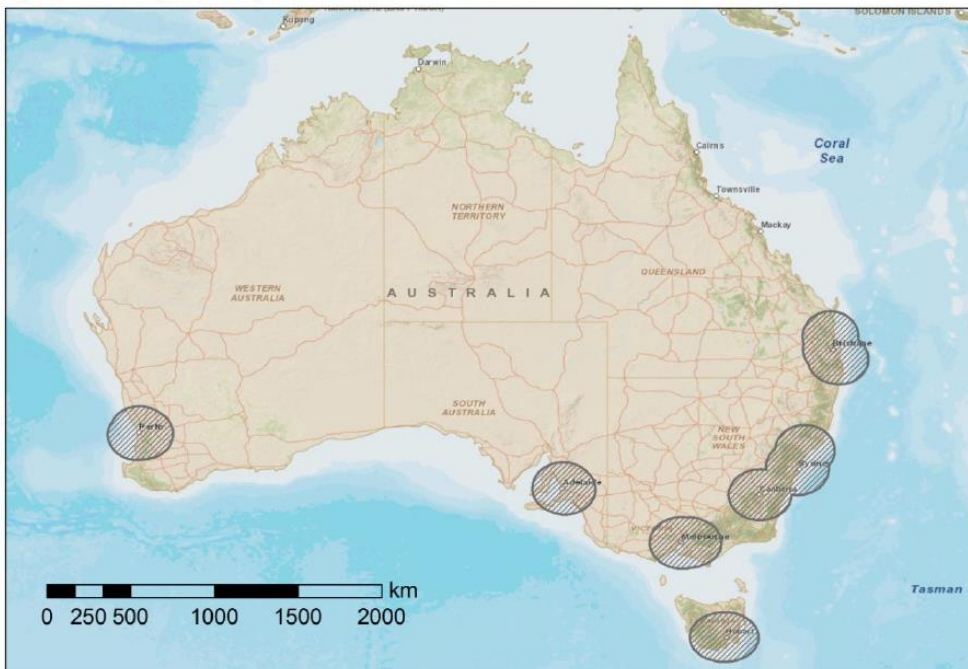 Kupang
SOLOMON ISLANDS
Darwin
Coral
Sea
Cairns
Townsville
NORTHERN
TERRITORY
Mackay
QUEENSLAND
WESTERN
AUSTRALIA
AUSTRALIA
Brisbane
SOUTH
AUSTRALIA
NEW
SOUTH
WALES
Perth
Sydney
Adelaide
Canberra
Melbourne
km
0 250 500 1000 1500 2000
Tasman
Hobart